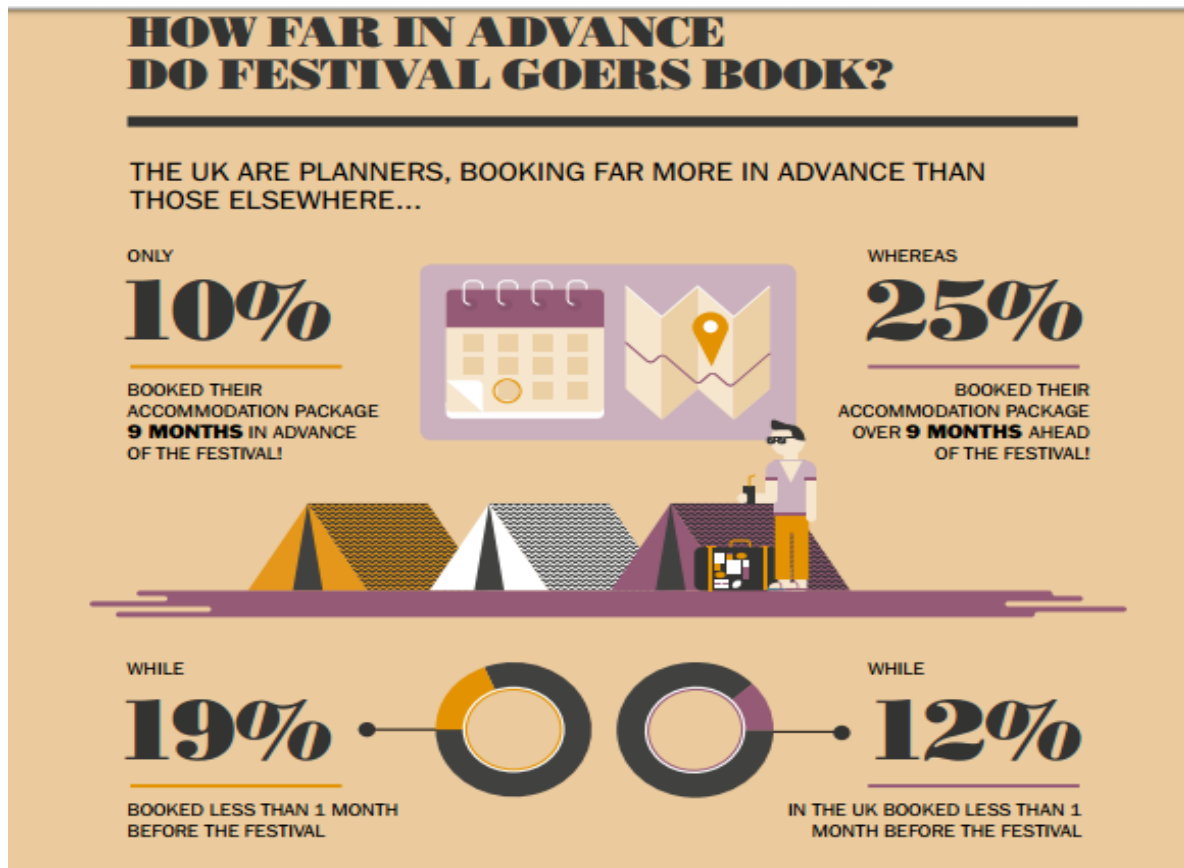 HOW FAR IN ADVANCE
DO FESTIVAL GOERS BOOK?
THE UK ARE PLANNERS, BOOKING FAR MORE IN ADVANCE THAN
THOSE ELSEWHERE...
ONLY
10%
BOOKED THEIR
ACCOMMODATION PACKAGE
9 MONTHS IN ADVANCE
OF THE FESTIVAL!
WHEREAS
25%
BOOKED THEIR
ACCOMMODATION PACKAGE
OVER 9 MONTHS AHEAD
OF THE FESTIVAL!
WHILE
19%
BOOKED LESS THAN 1 MONTH
BEFORE THE FESTIVAL
WHILE
12%
IN THE UK BOOKED LESS THAN 1
MONTH BEFORE THE FESTIVAL